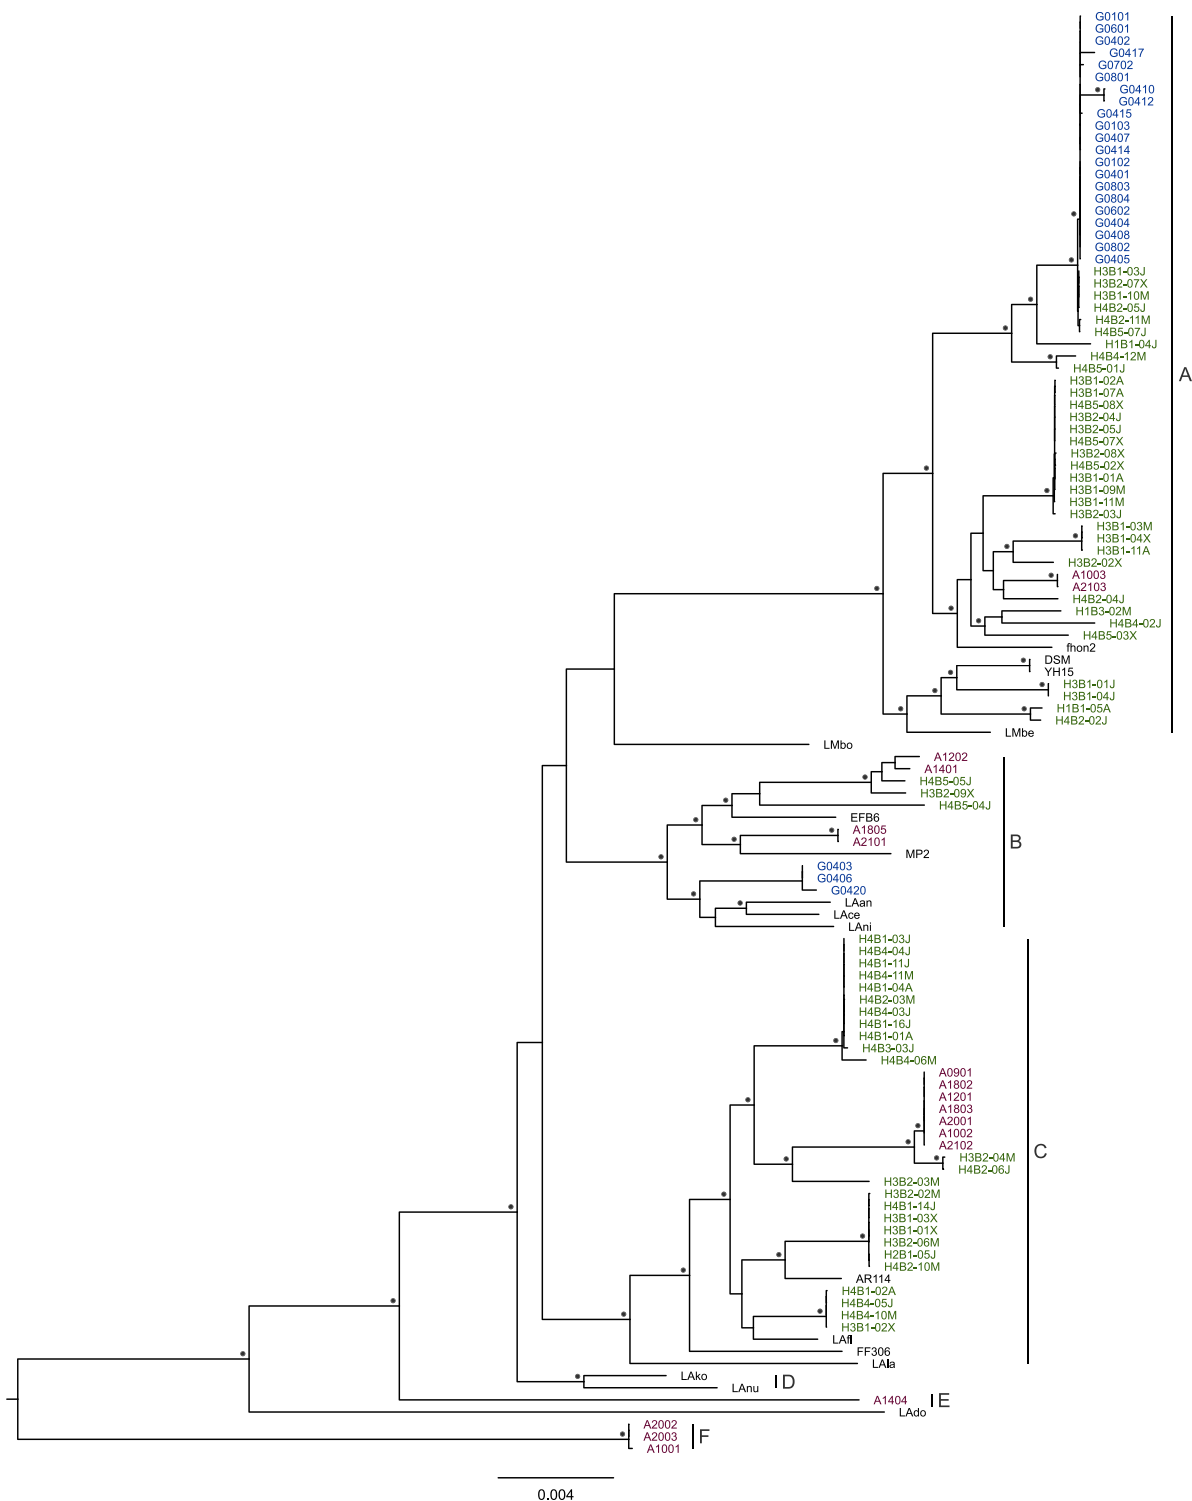 G0101
G0601
G0402
G0417
G0702
G0801
G0410
G0412
G0415
G0103
G0407
G0414
G0102
G0401
G0803
G0804
G0602
G0404
G0408
G0802
G0405
H3B1-03J
H3B2-07X
H3B1-10M
H4B2-05J
H4B2-11M
H4B5-07J
H1B1-04J
H4B4-12M
H4B5-01J
A
H3B1-02A
H3B1-07A
H4B5-08X
H3B2-04J
H3B2-05J
H4B5-07X
H3B2-08X
H4B5-02X
H3B1-01A
H3B1-09M
H3B1-11M
H3B2-03J
H3B1-03M
H3B1-04X
H3B1-11A
H3B2-02X
A1003
A2103
H4B2-04J
H1B3-02M
H4B4-02J
H4B5-03X
fhon2
DSM
YH15
H3B1-01J
H3B1-04J
H1B1-05A
H4B2-02J
LMbe
LMbo
A1202
A1401
H4B5-05J
H3B2-09X
H4B5-04J
EFB6
A1805
A2101
B
MP2
G0403
G0406
G0420
LAan
LAce
LAni
H4B1-03J
H4B4-04J
H4B1-11J
H4B4-11M
H4B1-04A
H4B2-03M
H4B4-03J
H4B1-16J
H4B1-01A
H4B3-03J
H4B4-06M
A0901
A1802
A1201
A1803
A2001
A1002
A2102
C
H3B2-04M
H4B2-06J
H3B2-03M
H3B2-02M
H4B1-14J
H3B1-03X
H3B1-01X
H3B2-06M
H2B1-05J
H4B2-10M
AR114
H4B1-02A
H4B4-05J
H4B4-10M
H3B1-02X
LAfl
FF306
LAla
LAko
D
LAnu
A1404
E
LAdo
A2002
A2003
F
A1001
0.004